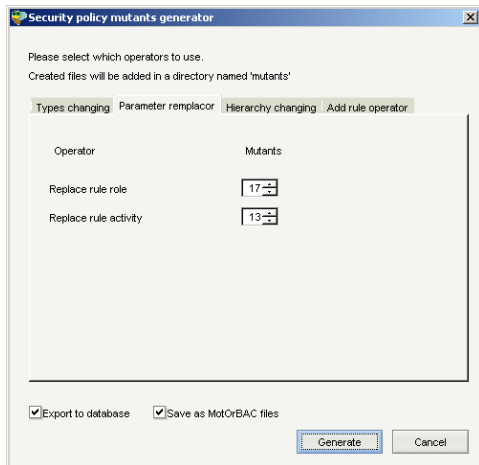 Security policy mutants generator
Please select which operators to use.
Created files will be added in a directory named 'mutants'
Types changing Parameter remplacor Hierarchy changing Add rule operator
Operator Mutants
Replace rule role 17
Replace rule activity 13
Export to database Save as MotOrBAC files
Generate Cancel